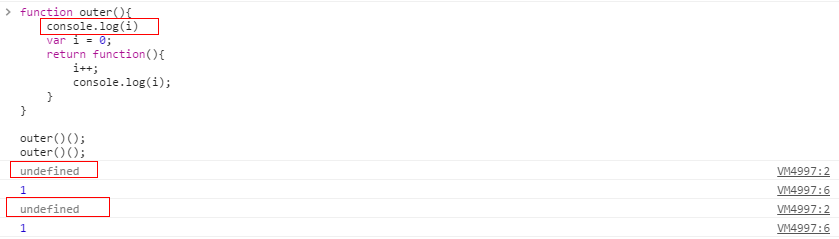 > function outer(){
console.log(i)
var i = 0;
return function(){
i++;
console.log(i);
}
}
outer()();
outer()();
undefined VM4997:2
1 VM4997:6
undefined VM4997:2
1 VM4997:6